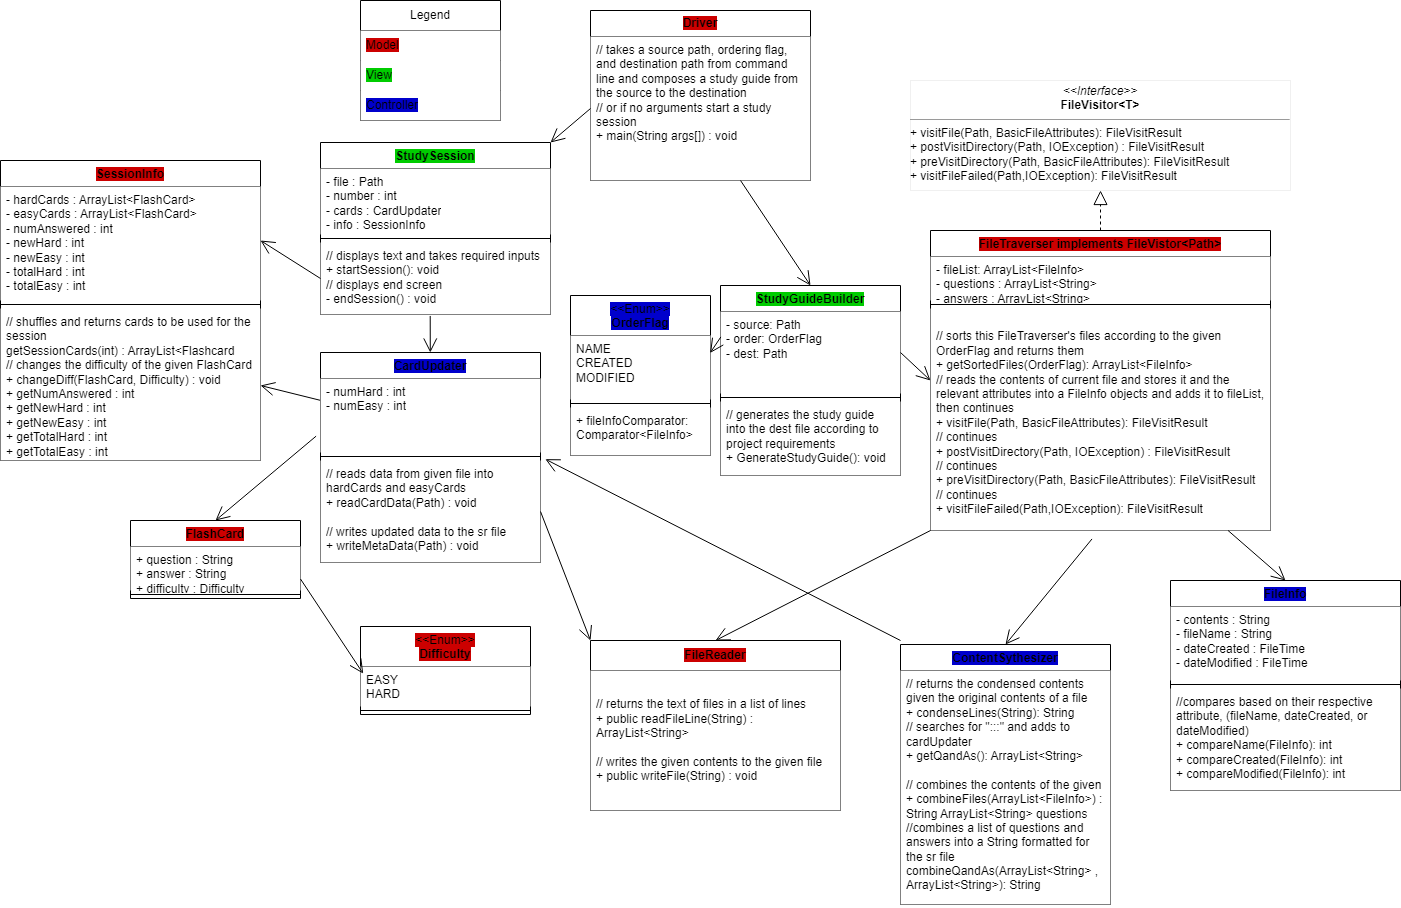 Legend
Model
View
Controller
Driver
// takes a source path, ordering flag,
and destination path from command
line and composes a study guide from
the source to the destination
// or if no arguments start a study
session
+ main(String args[]) : void
<<Interface>>
FileVisitor<T>
+ visitFile(Path, BasicFileAttributes): FileVisitResult
+ postVisitDirectory(Path, IOException) : FileVisitResult
+ preVisitDirectory(Path, BasicFileAttributes): FileVisitResult
+ visitFileFailed(Path,IOException): FileVisitResult
SessionInfo
- hardCards : ArrayList<FlashCard>
- easyCards : ArrayList<FlashCard>
- numAnswered : int
- newHard : int
- newEasy : int
- totalHard : int
- totalEasy : int
// shuffles and returns cards to be used for the
session
getSessionCards(int) : ArrayList<Flashcard
// changes the difficulty of the given FlashCard
+ changeDiff(FlashCard, Difficulty) : void
+ getNumAnswered : int
+ getNewHard : int
+ getNewEasy : int
+ getTotalHard : int
+ getTotalEasy : int
StudySession
- file : Path
- number : int
- cards : CardUpdater
- info : SessionInfo
// displays text and takes required inputs
+ startSession(): void
// displays end screen
- endSession() : void
FileTraverser implements FileVistor<Path>
- fileList: ArrayList<FileInfo>
- questions : ArrayList<String>
- answers : ArrayList<String>
// sorts this FileTraverser's files according to the given
OrderFlag and returns them
+ getSortedFiles(OrderFlag): ArrayList<FileInfo>
// reads the contents of current file and stores it and the
relevant attributes into a FileInfo objects and adds it to fileList,
then continues
+ visitFile(Path, BasicFileAttributes): FileVisitResult
// continues
+ postVisitDirectory(Path, IOException) : FileVisitResult
// continues
+ preVisitDirectory(Path, BasicFileAttributes): FileVisitResult
// continues
+ visitFileFailed(Path,IOException): FileVisitResult
<<Enum>>
OrderFlag
NAME
CREATED
MODIFIED
+ fileInfoComparator:
Comparator<FileInfo>
StudyGuideBuilder
- source: Path
- order: OrderFlag
- dest: Path
// generates the study guide
into the dest file according to
project requirements
+ GenerateStudyGuide(): void
CardUpdater
- numHard : int
- numEasy : int
// reads data from given file into
hardCards and easyCards
+ readCardData(Path) : void
// writes updated data to the sr file
+ writeMetaData(Path) : void
FlashCard
+ question : String
+ answer : String
+ difficulty : Difficulty
<<Enum>>
Difficulty
EASY
HARD
FileReader
// returns the text of files in a list of lines
+ public readFileLine(String) :
ArrayList<String>
// writes the given contents to the given file
+ public writeFile(String) : void
ContentSythesizer
// returns the condensed contents
given the original contents of a file
+ condenseLines(String): String
// searches for ":::" and adds to
cardUpdater
+ getQandAs(): ArrayList<String>
// combines the contents of the given
+ combineFiles(ArrayList<FileInfo>) :
String ArrayList<String> questions
//combines a list of questions and
answers into a String formatted for
the sr file
combineQandAs(ArrayList<String> ,
ArrayList<String>): String
FileInfo
- contents : String
- fileName : String
- dateCreated : FileTime
- dateModified : FileTime
//compares based on their respective
attribute, (fileName, dateCreated, or
dateModified)
+ compareName(FileInfo): int
+ compareCreated(FileInfo): int
+ compareModified(FileInfo): int